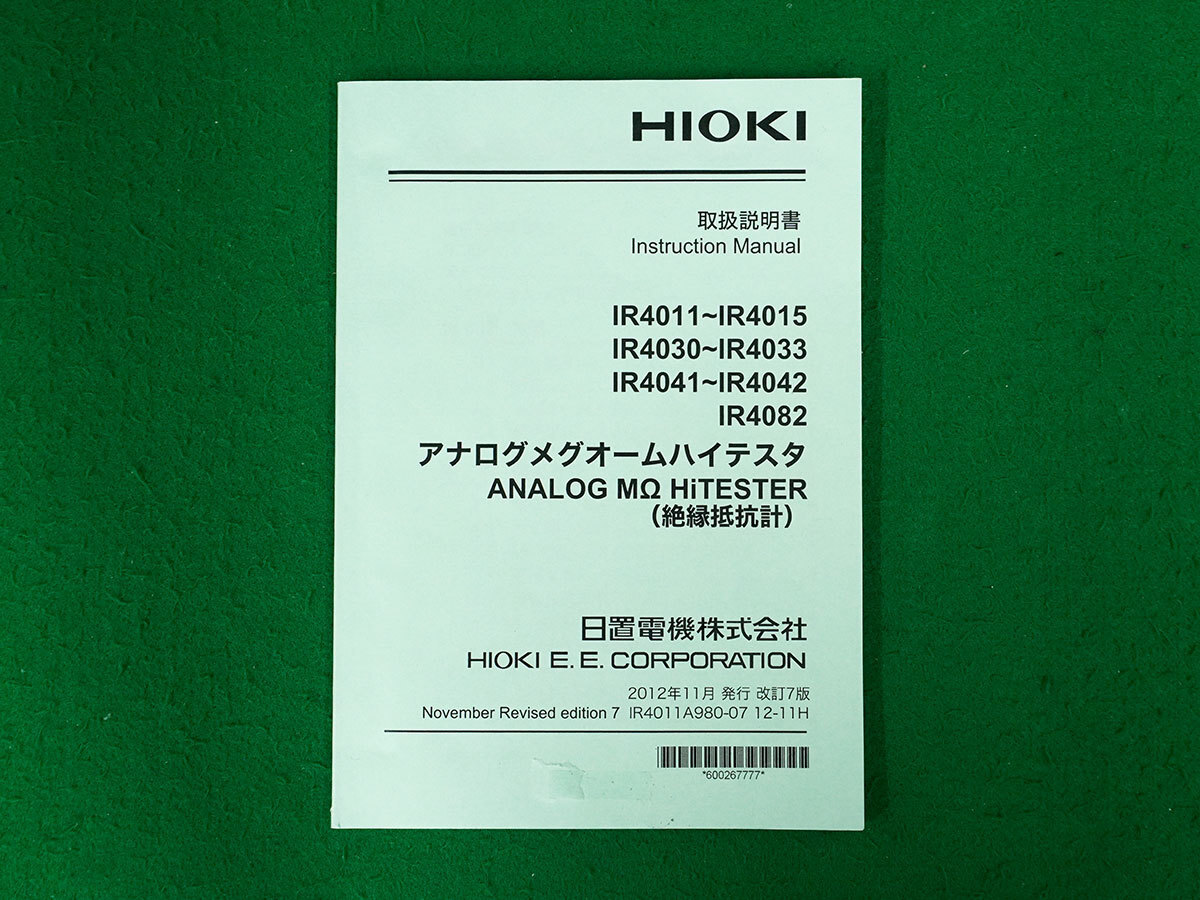 HIOKI
取扱説明書
Instruction Manual
IR4011~IR4015
IR4030~IR4033
IR4041~IR4042
IR4082
アナログメグオームハイテスタ
ANALOG MΩ HiTESTER
（絶縁抵抗計）
日置電機株式会社
HIOKI E. E. CORPORATION
2012年11月 発行 改訂7版
November Revised edition 7 IR4011A980-07 12-11H
*600267777*